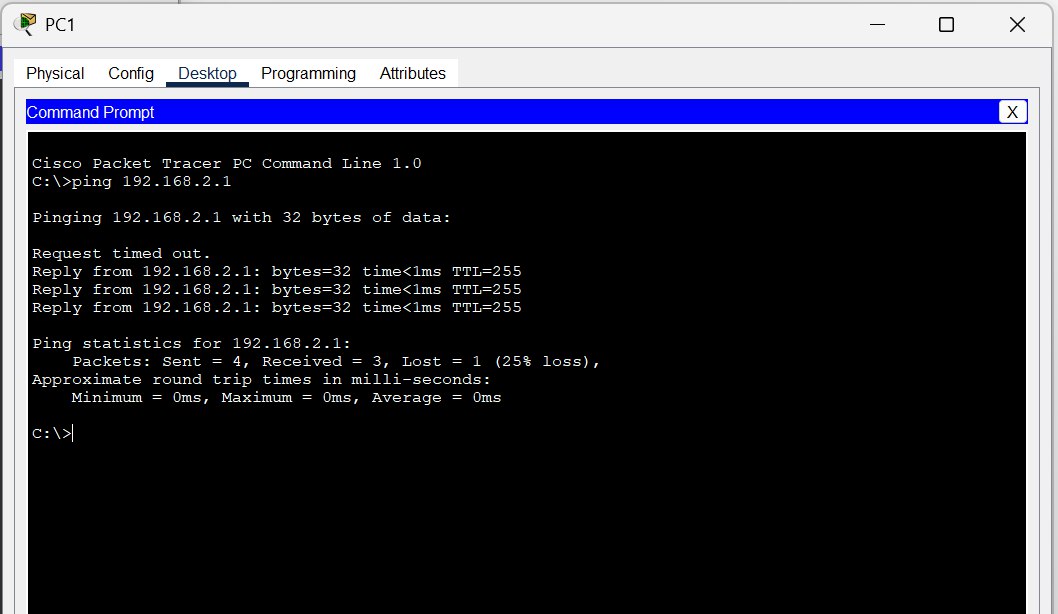 PC1
Physical Config Desktop Programming Attributes
Command Prompt X
Cisco Packet Tracer PC Command Line 1.0
C:\>ping 192.168.2.1
Pinging 192.168.2.1 with 32 bytes of data:
Request timed out.
Reply from 192.168.2.1: bytes=32 time<1ms TTL=255
Reply from 192.168.2.1: bytes=32 time<1ms TTL=255
Reply from 192.168.2.1: bytes=32 time<1ms TTL=255
Ping statistics for 192.168.2.1:
    Packets: Sent = 4, Received = 3, Lost = 1 (25% loss),
Approximate round trip times in milli-seconds:
    Minimum = 0ms, Maximum = 0ms, Average = 0ms
C:\>